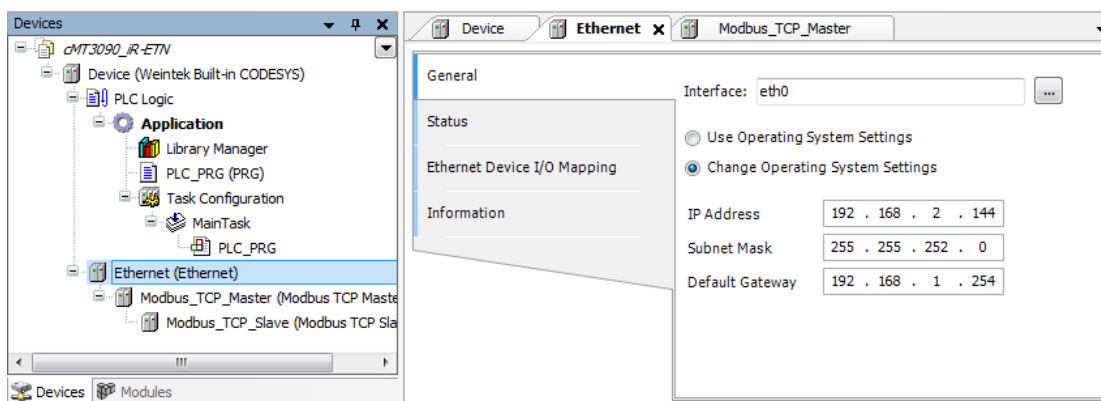 Devices
cMT3090_iR-ETN
Device (Weintek Built-in CODESYS)
PLC Logic
Application
Library Manager
PLC_PRG (PRG)
Task Configuration
MainTask
PLC_PRG
Ethernet (Ethernet)
Modbus_TCP_Master (Modbus TCP Maste
Modbus_TCP_Slave (Modbus TCP Sla
Devices Modules
Device Ethernet Modbus_TCP_Master
General
Status
Ethernet Device I/O Mapping
Information
Interface: eth0 ...
Use Operating System Settings
Change Operating System Settings
IP Address 192 . 168 . 2 . 144
Subnet Mask 255 . 255 . 252 . 0
Default Gateway 192 . 168 . 1 . 254